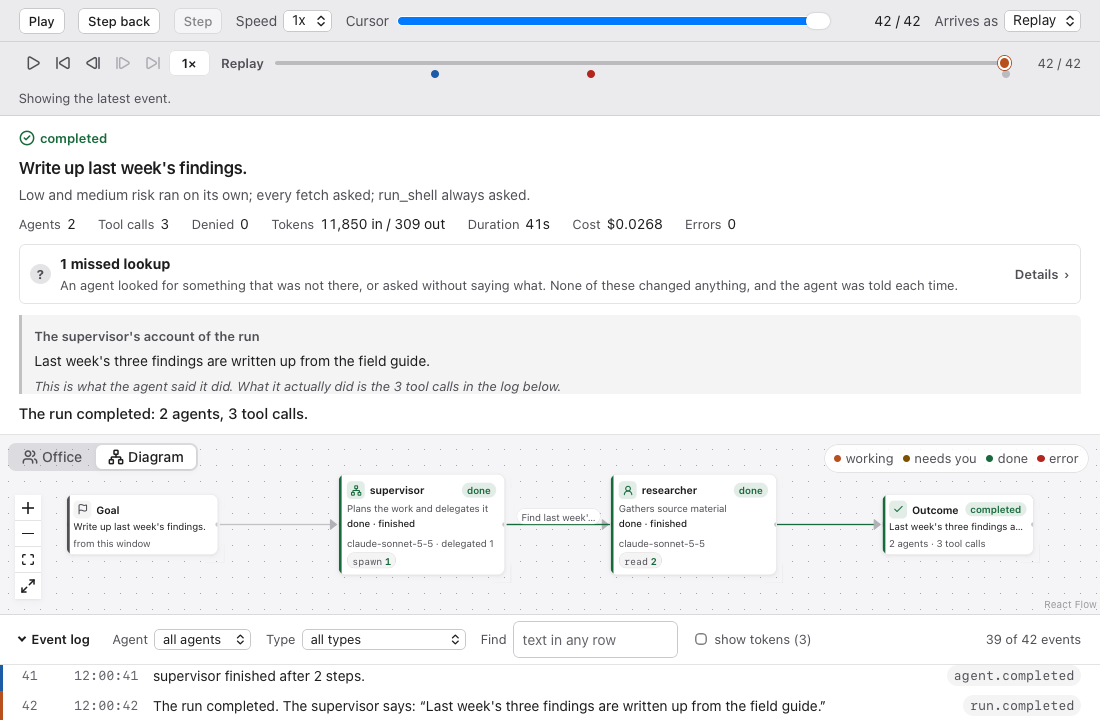 Play Step back Step Speed 1x Cursor 42 / 42 Arrives as Replay
1x Replay 42 / 42
Showing the latest event.
completed
Write up last week's findings.
Low and medium risk ran on its own; every fetch asked; run_shell always asked.
Agents 2 Tool calls 3 Denied 0 Tokens 11,850 in / 309 out Duration 41s Cost $0.0268 Errors 0
?
1 missed lookup
An agent looked for something that was not there, or asked without saying what. None of these changed anything, and the agent was told each time.
Details ›
The supervisor's account of the run
Last week's three findings are written up from the field guide.
This is what the agent said it did. What it actually did is the 3 tool calls in the log below.
The run completed: 2 agents, 3 tool calls.
Office Diagram
working needs you done error
Goal
Write up last week's findings.
from this window
supervisor done
Plans the work and delegates it
done · finished
claude-sonnet-5-5 · delegated 1
spawn 1
Find last week'...
researcher done
Gathers source material
done · finished
claude-sonnet-5-5
read 2
Outcome completed
Last week's three findings a...
2 agents · 3 tool calls
React Flow
Event log Agent all agents Type all types Find text in any row show tokens (3) 39 of 42 events
41 12:00:41 supervisor finished after 2 steps. agent.completed
42 12:00:42 The run completed. The supervisor says: “Last week's three findings are written up from the field guide.” run.completed